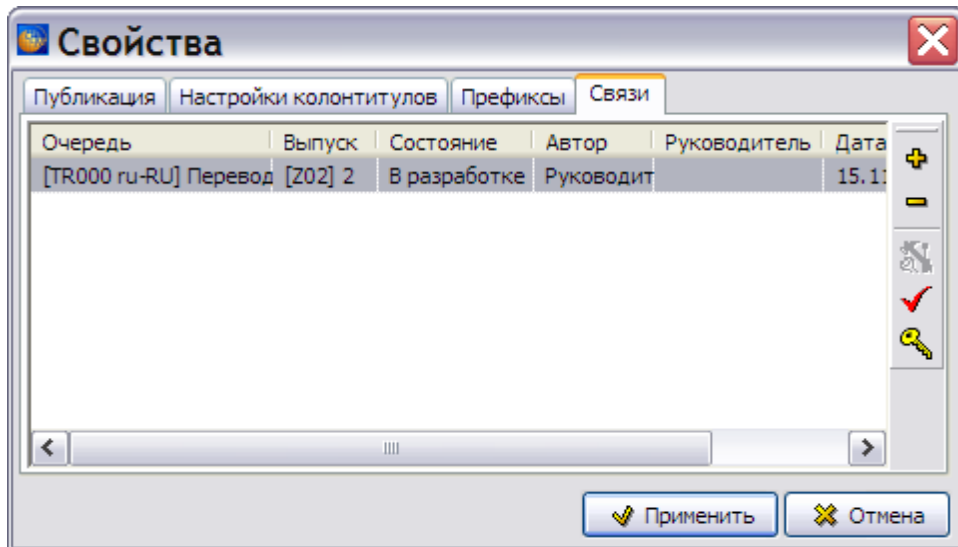 Свойства
Публикация Настройки колонтитулов Префиксы Связи
Очередь Выпуск Состояние Автор Руководитель Дата
[TR000 ru-RU] Перевод [Z02] 2 В разработке Руководит 15.11
Применить Отмена